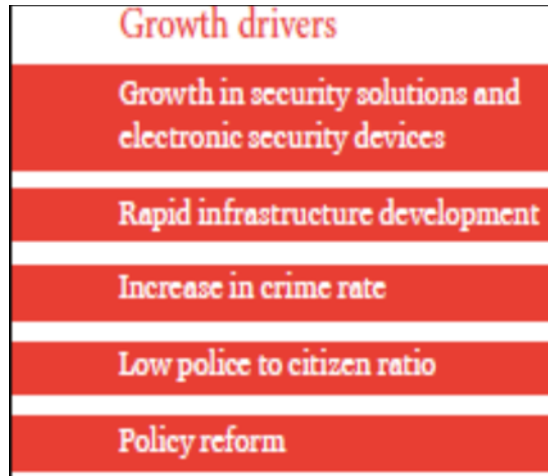 Growth drivers
Growth in security solutions and
electronic security devices
Rapid infrastructure development
Increase in crime rate
Low police to citizen ratio
Policy reform